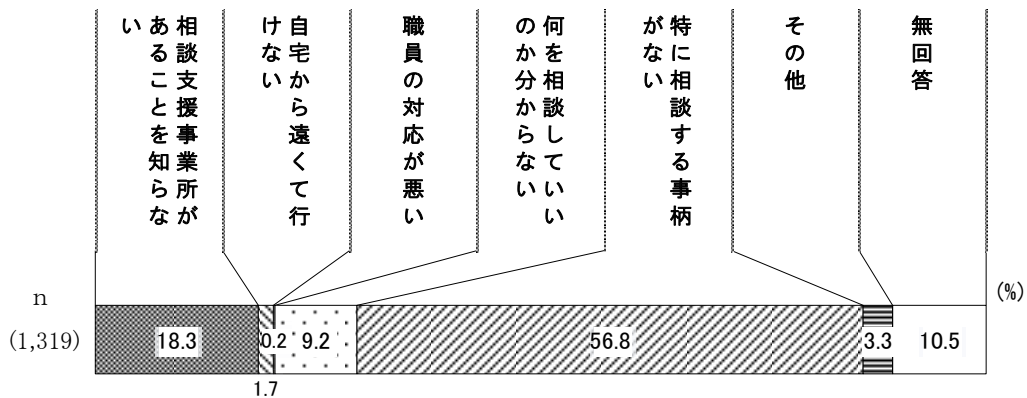 相談支援事業所が
あることを知らな
い
自宅から遠くて行
けない
職員の対応が悪い
何を相談していい
のか分からない
特に相談する事柄
がない
その他
無回答
(%)
n
(1,319)
18.3
0.2
9.2
56.8
3.3
10.5
1.7